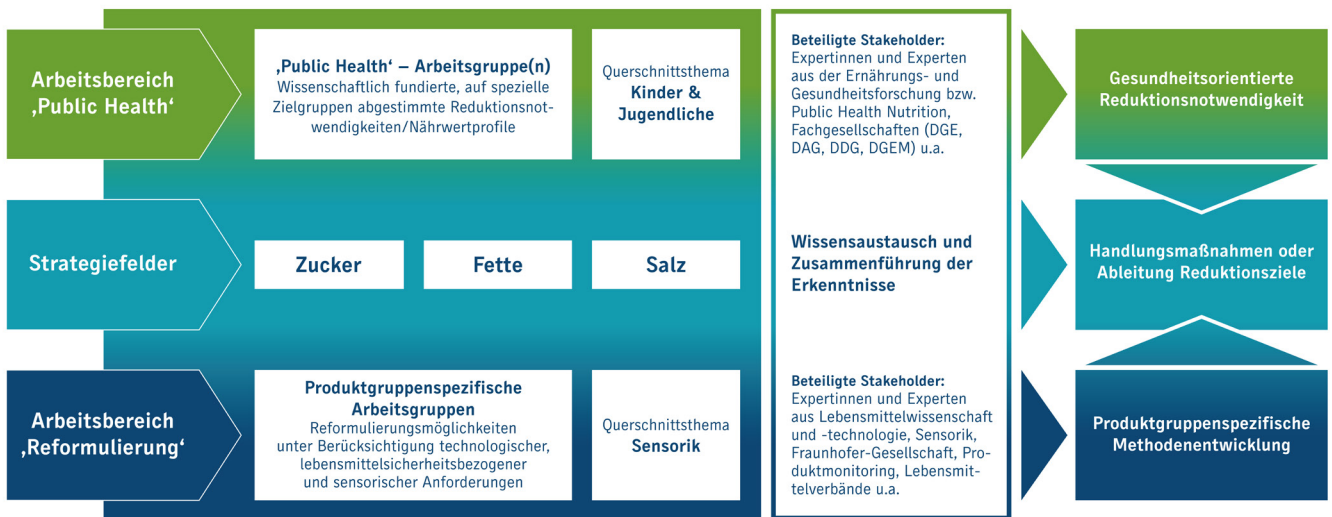 Arbeitsbereich
‚Public Health‘
‚Public Health‘ – Arbeitsgruppe(n)
Wissenschaftlich fundierte, auf spezielle
Zielgruppen abgestimmte Reduktionsnot-
wendigkeiten/Nährwertprofile
Querschnittsthema
Kinder &
Jugendliche
Beteiligte Stakeholder:
Expertinnen und Experten
aus der Ernährungs- und
Gesundheitsforschung bzw.
Public Health Nutrition,
Fachgesellschaften (DGE,
DAG, DDG, DGEM) u.a.
Gesundheitsorientierte
Reduktionsnotwendigkeit
Strategiefelder
Zucker
Fette
Salz
Wissensaustausch und
Zusammenführung der
Erkenntnisse
Handlungsmaßnahmen oder
Ableitung Reduktionsziele
Arbeitsbereich
‚Reformulierung‘
Produktgruppenspezifische
Arbeitsgruppen
Reformulierungsmöglichkeiten
unter Berücksichtigung technologischer,
lebensmittelsicherheitsbezogener
und sensorischer Anforderungen
Querschnittsthema
Sensorik
Beteiligte Stakeholder:
Expertinnen und Experten
aus Lebensmittelwissenschaft
und -technologie, Sensorik,
Fraunhofer-Gesellschaft, Pro-
duktmonitoring, Lebensmit-
telverbände u.a.
Produktgruppenspezifische
Methodenentwicklung